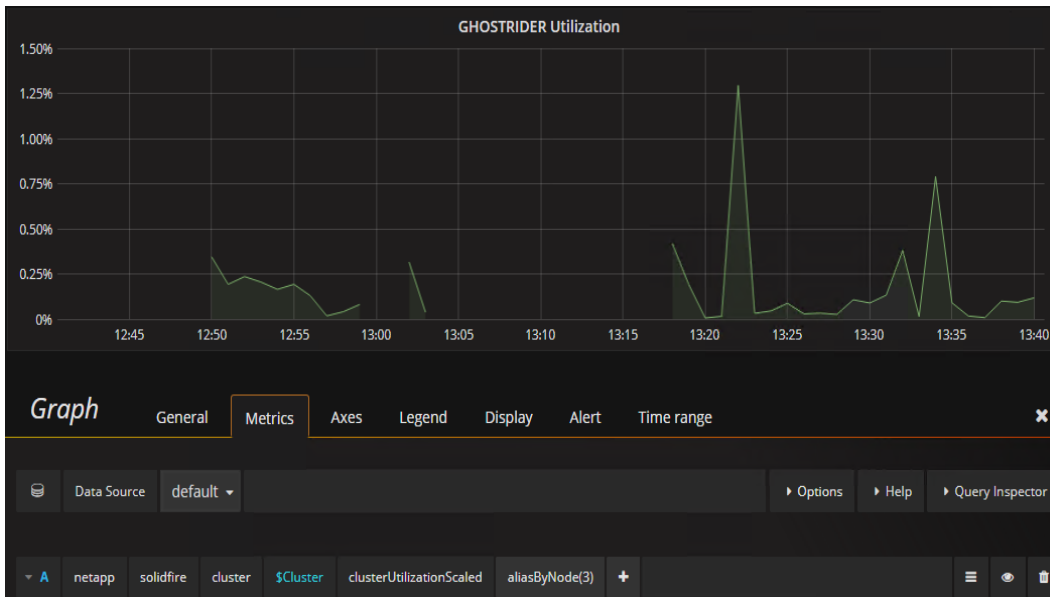 GHOSTRIDER Utilization
1.50%
1.25%
1.00%
0.75%
0.50%
0.25%
0%
12:45 12:50 12:55 13:00 13:05 13:10 13:15 13:20 13:25 13:30 13:35 13:40
Graph General Metrics Axes Legend Display Alert Time range
Data Source default Options Help Query Inspector
A netapp solidfire cluster $Cluster clusterUtilizationScaled aliasByNode(3)